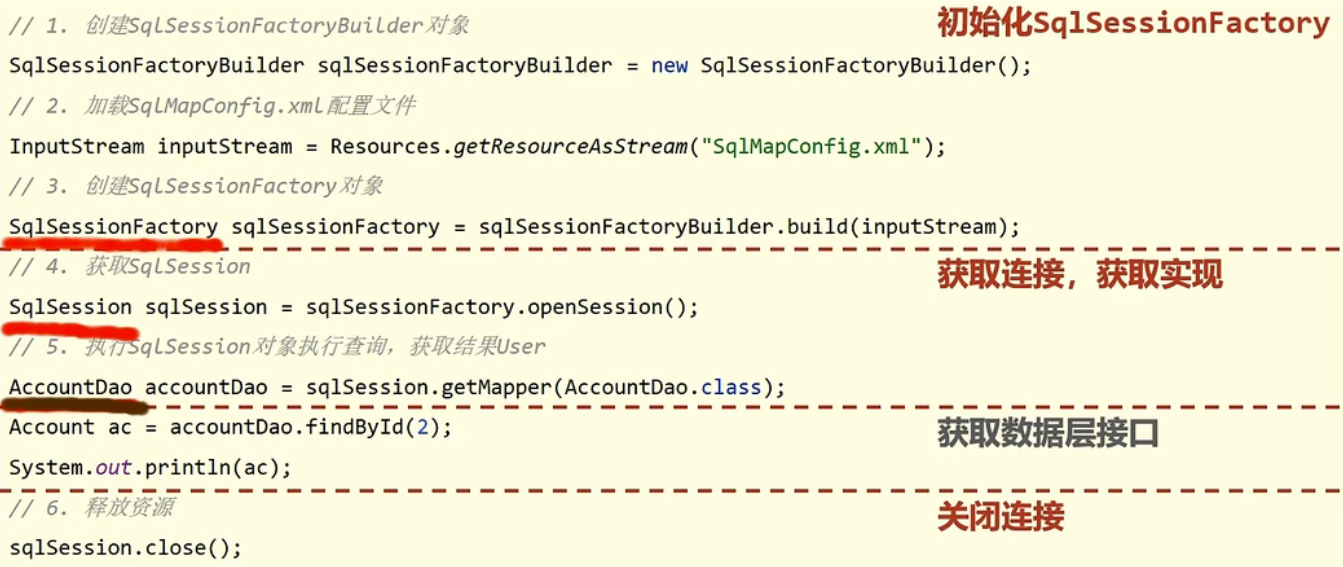 // 1. 创建SqlSessionFactoryBuilder对象
初始化SqlSessionFactory
SqlSessionFactoryBuilder sqlSessionFactoryBuilder = new SqlSessionFactoryBuilder();
// 2. 加载SqlMapConfig.xml配置文件
InputStream inputStream = Resources.getResourceAsStream("SqlMapConfig.xml");
// 3. 创建SqlSessionFactory对象
SqlSessionFactory sqlSessionFactory = sqlSessionFactoryBuilder.build(inputStream);
// 4. 获取SqlSession
获取连接，获取实现
SqlSession sqlSession = sqlSessionFactory.openSession();
// 5. 执行SqlSession对象执行查询，获取结果User
AccountDao accountDao = sqlSession.getMapper(AccountDao.class);
Account ac = accountDao.findById(2);
获取数据层接口
System.out.println(ac);
// 6. 释放资源
关闭连接
sqlSession.close();